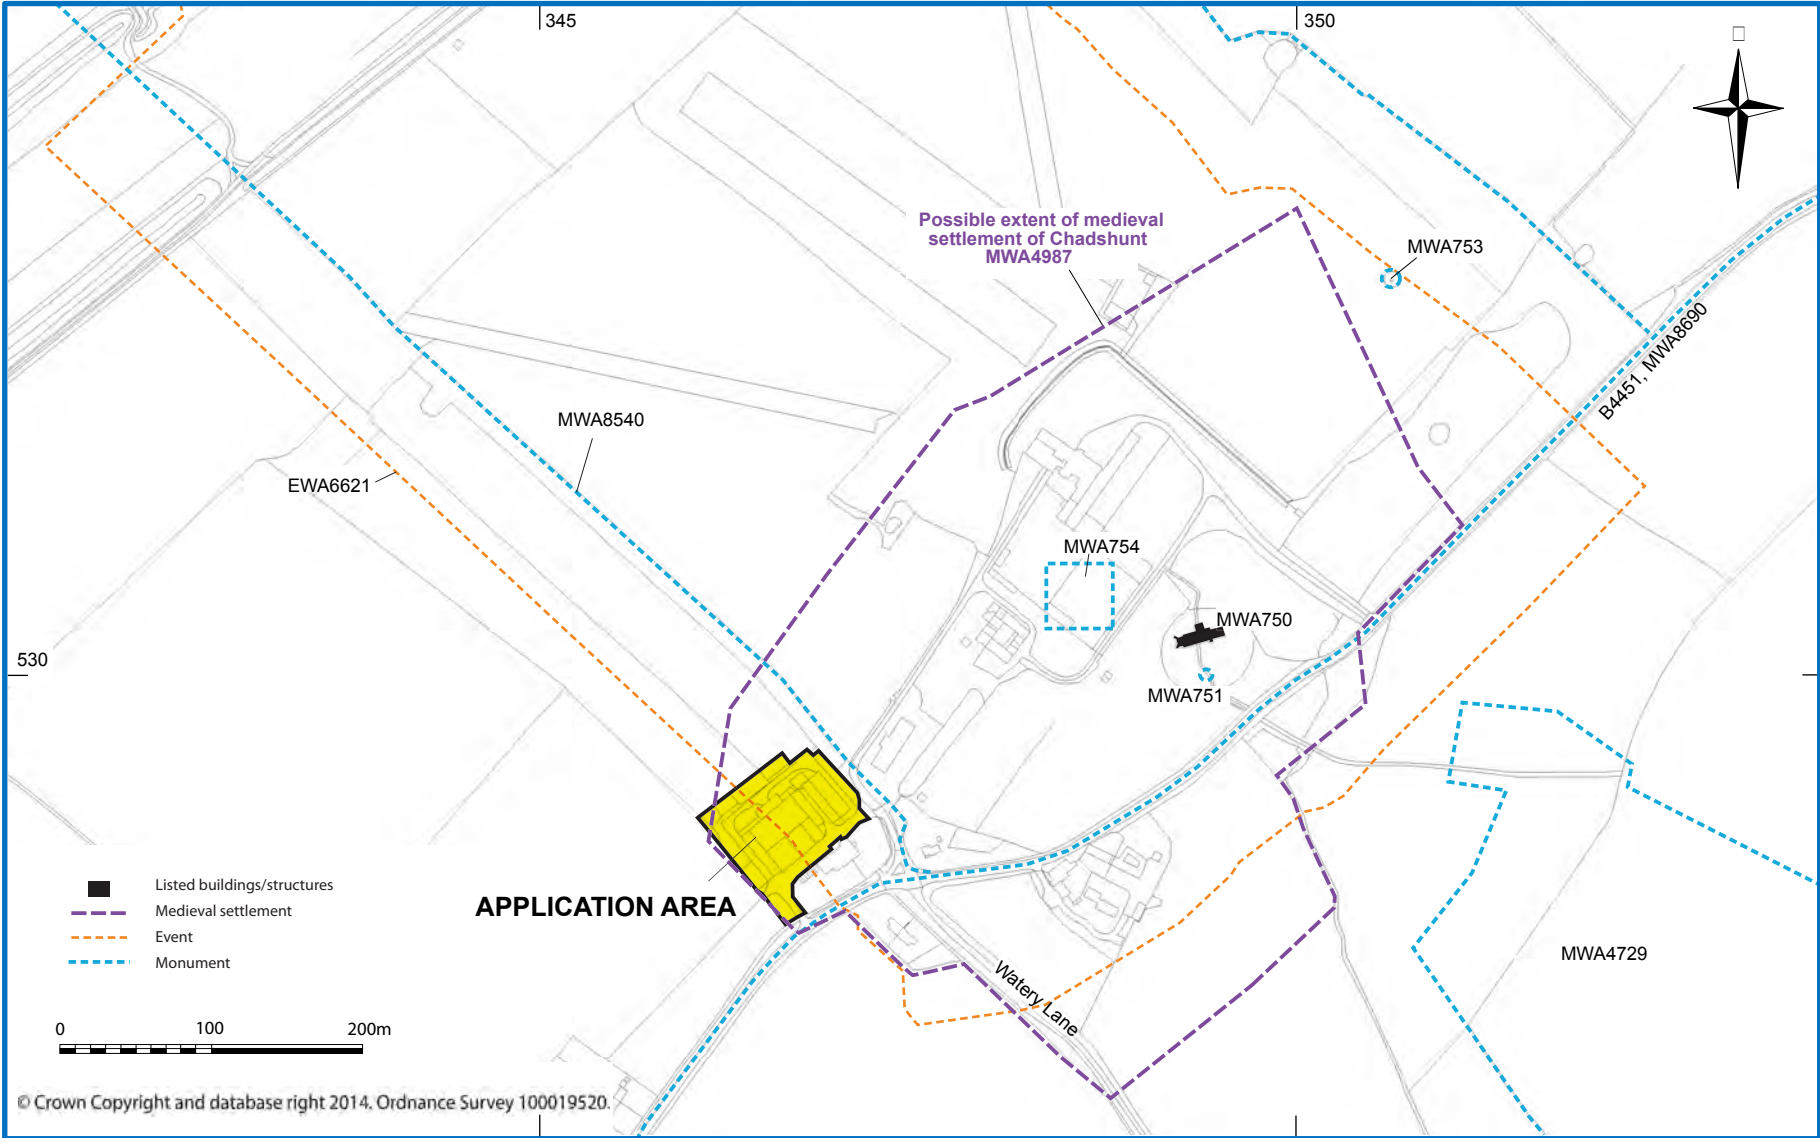 345
350
Possible extent of medieval
settlement of Chadshunt
MWA4987
MWA753
B4451, MWA8690
MWA8540
EWA6621
MWA754
MWA750
530
MWA751
APPLICATION AREA
Listed buildings/structures
Medieval settlement
Event
Monument
MWA4729
Watery Lane
0 100 200m
© Crown Copyright and database right 2014. Ordnance Survey 100019520.